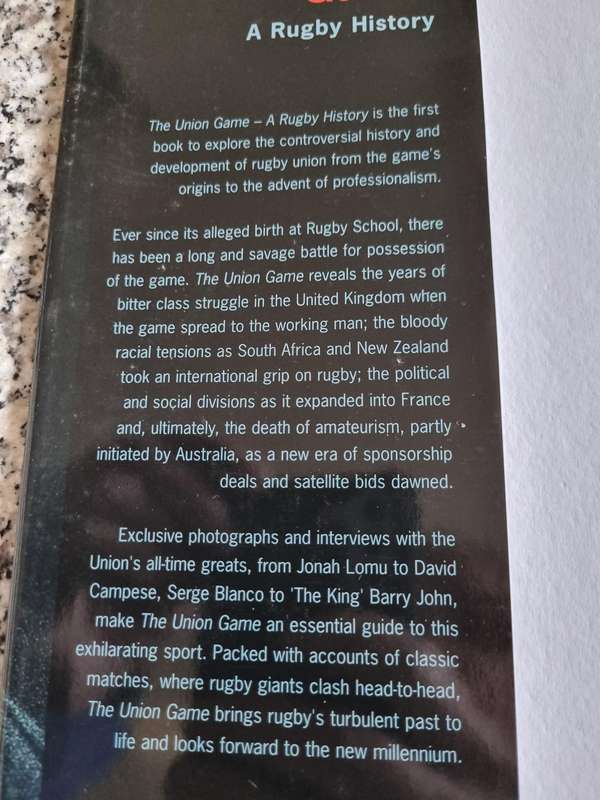 A Rugby History
The Union Game – A Rugby History is the first
book to explore the controversial history and
development of rugby union from the game's
origins to the advent of professionalism.
Ever since its alleged birth at Rugby School, there
has been a long and savage battle for possession
of the game. The Union Game reveals the years of
bitter class struggle in the United Kingdom when
the game spread to the working man; the bloody
racial tensions as South Africa and New Zealand
took an international grip on rugby; the political
and social divisions as it expanded into France
and, ultimately, the death of amateurism, partly
initiated by Australia, as a new era of sponsorship
deals and satellite bids dawned.
Exclusive photographs and interviews with the
Union's all-time greats, from Jonah Lomu to David
Campese, Serge Blanco to 'The King' Barry John,
make The Union Game an essential guide to this
exhilarating sport. Packed with accounts of classic
matches, where rugby giants clash head-to-head,
The Union Game brings rugby's turbulent past to
life and looks forward to the new millennium.